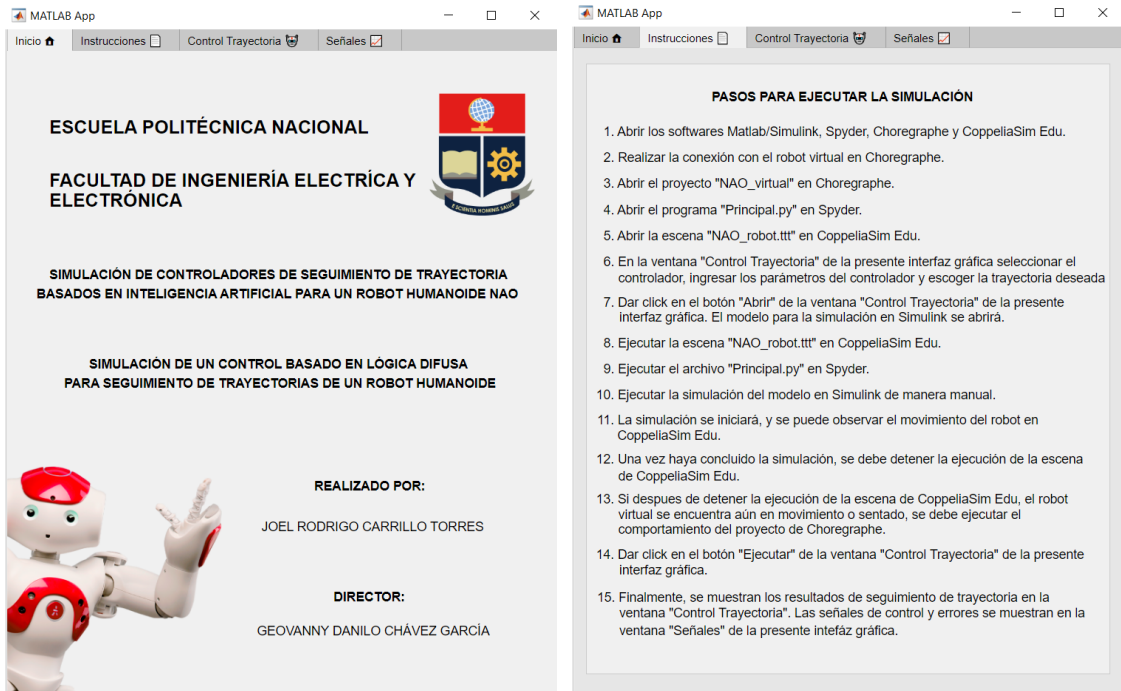 MATLAB App
Inicio
Instrucciones
Control Trayectoria
Señales
ESCUELA POLITÉCNICA NACIONAL
FACULTAD DE INGENIERÍA ELECTRÍCA Y
ELECTRÓNICA
ESCIENTIA HOMINIS SALUS
SIMULACIÓN DE CONTROLADORES DE SEGUIMIENTO DE TRAYECTORIA
BASADOS EN INTELIGENCIA ARTIFICIAL PARA UN ROBOT HUMANOIDE NAO
SIMULACIÓN DE UN CONTROL BASADO EN LÓGICA DIFUSA
PARA SEGUIMIENTO DE TRAYECTORIAS DE UN ROBOT HUMANOIDE
REALIZADO POR:
JOEL RODRIGO CARRILLO TORRES
DIRECTOR:
GEOVANNY DANILO CHÁVEZ GARCÍA
MATLAB App
Inicio
Instrucciones
Control Trayectoria
Señales
PASOS PARA EJECUTAR LA SIMULACIÓN
1. Abrir los softwares Matlab/Simulink, Spyder, Choregraphe y CoppeliaSim Edu.
2. Realizar la conexión con el robot virtual en Choregraphe.
3. Abrir el proyecto "NAO_virtual" en Choregraphe.
4. Abrir el programa "Principal.py" en Spyder.
5. Abrir la escena "NAO_robot.ttt" en CoppeliaSim Edu.
6. En la ventana "Control Trayectoria" de la presente interfaz gráfica seleccionar el
controlador, ingresar los parámetros del controlador y escoger la trayectoria deseada
7. Dar click en el botón "Abrir" de la ventana "Control Trayectoria" de la presente
interfaz gráfica. El modelo para la simulación en Simulink se abrirá.
8. Ejecutar la escena "NAO_robot.ttt" en CoppeliaSim Edu.
9. Ejecutar el archivo "Principal.py" en Spyder.
10. Ejecutar la simulación del modelo en Simulink de manera manual.
11. La simulación se iniciará, y se puede observar el movimiento del robot en
CoppeliaSim Edu.
12. Una vez haya concluido la simulación, se debe detener la ejecución de la escena
de CoppeliaSim Edu.
13. Si despues de detener la ejecución de la escena de CoppeliaSim Edu, el robot
virtual se encuentra aún en movimiento o sentado, se debe ejecutar el
comportamiento del proyecto de Choregraphe.
14. Dar click en el botón "Ejecutar" de la ventana "Control Trayectoria" de la presente
interfaz gráfica.
15. Finalmente, se muestran los resultados de seguimiento de trayectoria en la
ventana "Control Trayectoria". Las señales de control y errores se muestran en la
ventana "Señales" de la presente intefáz gráfica.